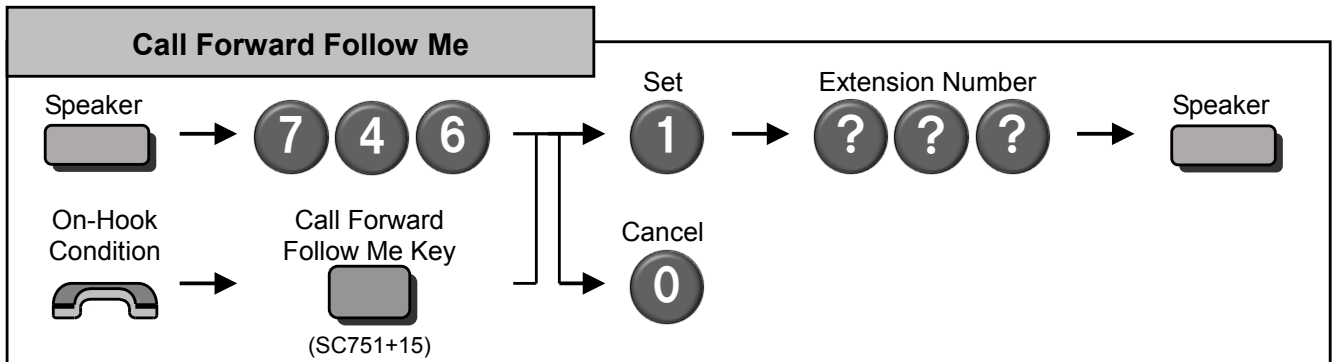 Call Forward Follow Me
Speaker
7 4 6
Set
1
Extension Number
? ? ?
Speaker
On-Hook
Condition
Call Forward
Follow Me Key
(SC751+15)
Cancel
0